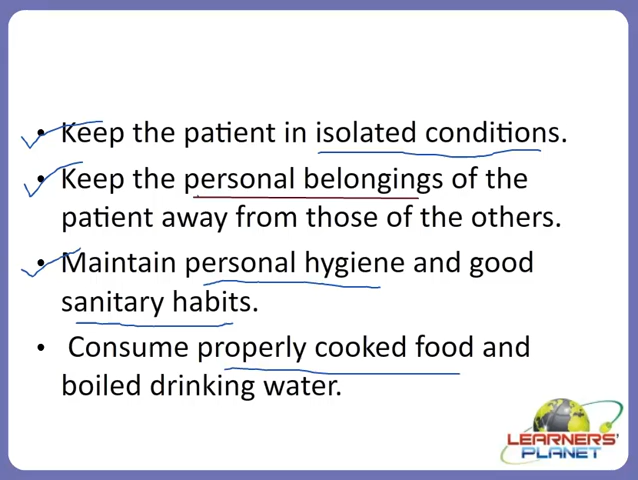 • Keep the patient in isolated conditions.
• Keep the personal belongings of the
patient away from those of the others.
• Maintain personal hygiene and good
sanitary habits.
• Consume properly cooked food and
boiled drinking water.
LEARNERS'
PLANET